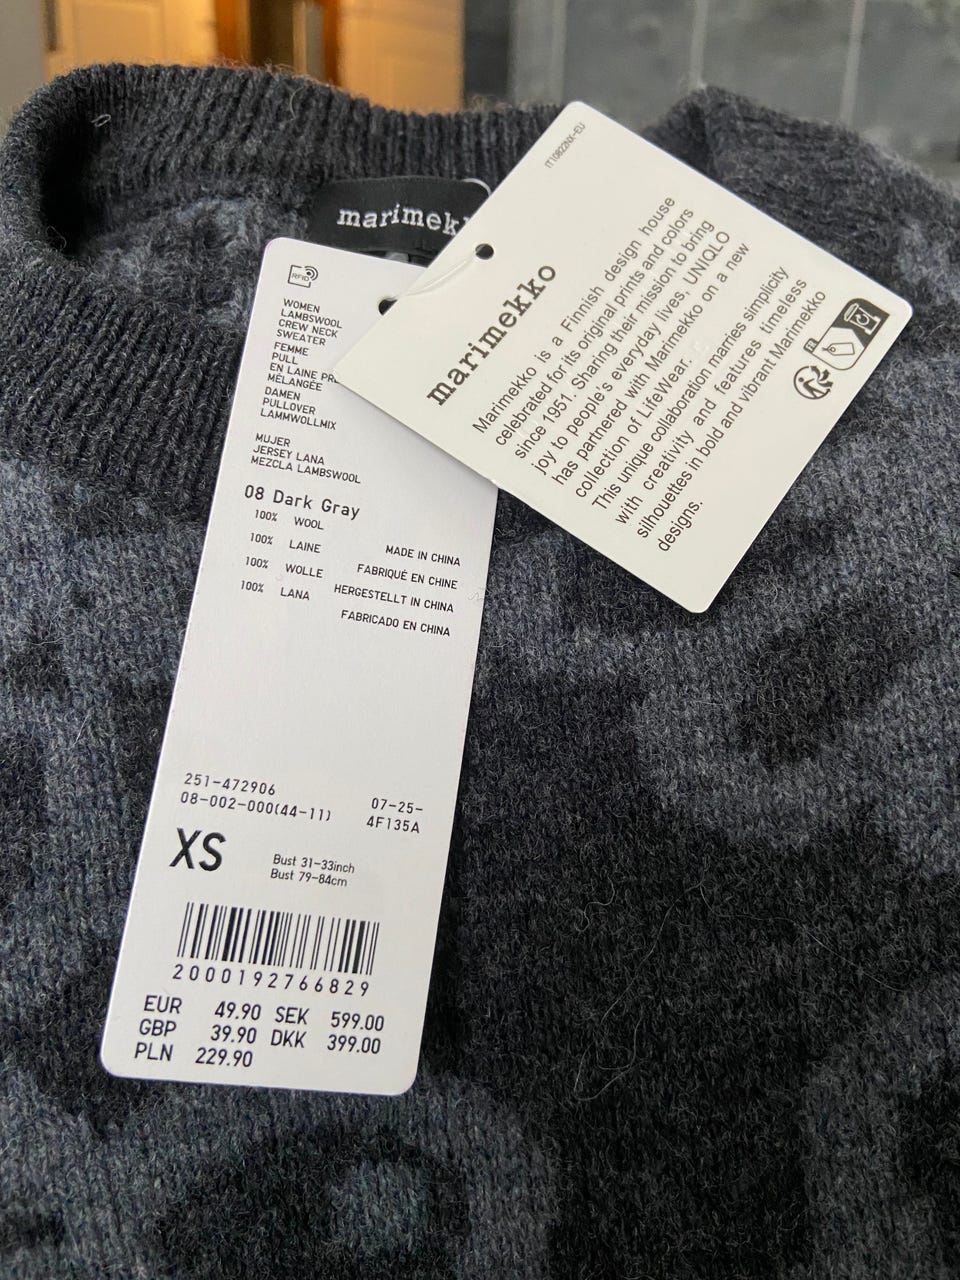 marimek
RFID
WOMEN
LAMBSWOOL
CREW NECK
SWEATER
FEMME
PULL
EN LAINE
MÉLANGÉE
DAMEN
PULLOVER
LAMMWOLLMIX
MUJER
JERSEY LANA
MEZCLA LAMBSWOOL
08 Dark Gray
100% WOOL
100% LAINE
100% WOLLE
100% LANA
MADE IN CHINA
FABRIQUÉ EN CHINE
HERGESTELLT IN CHINA
FABRICADO EN CHINA
251-472906
08-002-000(44-11)
07-25-
4F135A
XS
Bust 31-33inch
Bust 79-84cm
2000192766829
EUR 49.90 SEK 599.00
GBP 39.90 DKK 399.00
PLN 229.90
marimekko
Marimekko is a Finnish design house
celebrated for its original prints and colors
since 1951. Sharing their mission to bring
joy to people's everyday lives, UNIQLO
has partnered with Marimekko on a new
collection of LifeWear.
This unique collaboration marries simplicity
with creativity and features timeless
silhouettes in bold and vibrant Marimekko
designs.
FR